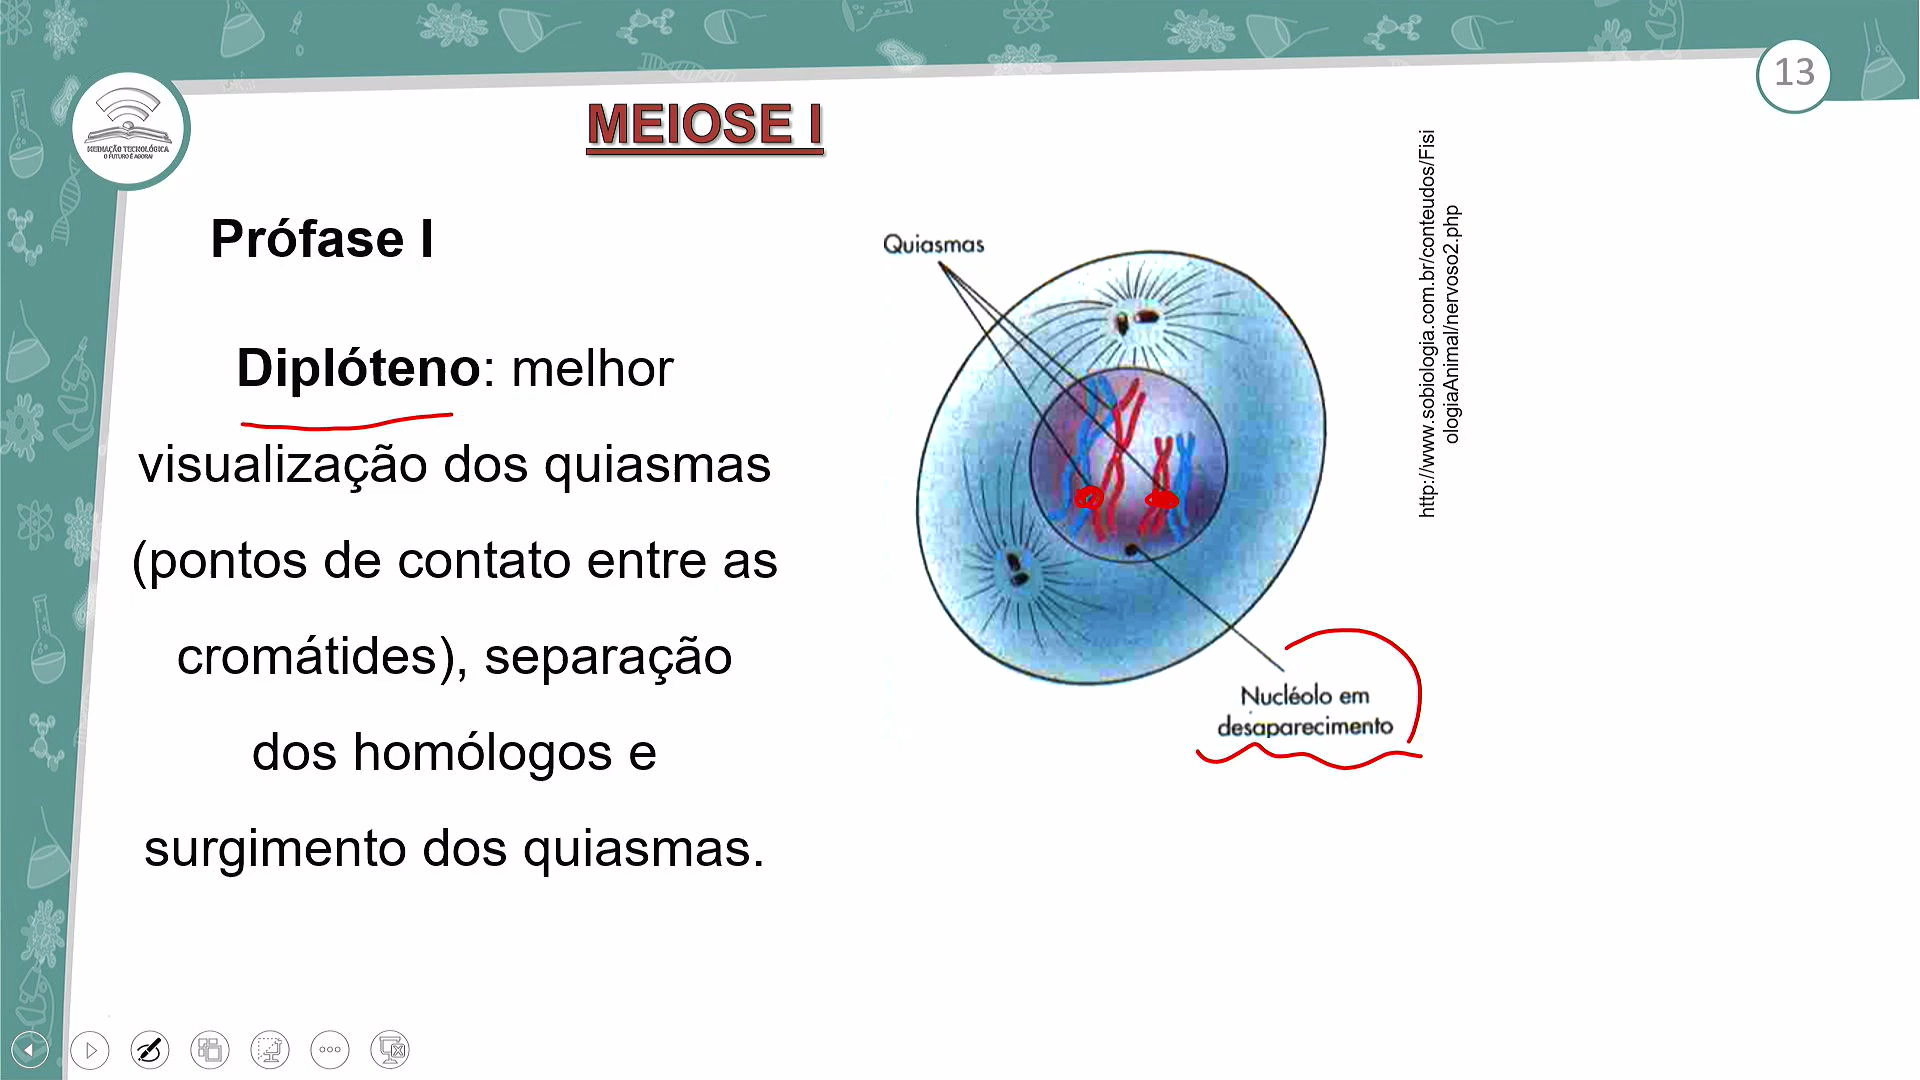 MEIOSE I
13
MEDIAÇÃO TECNOLÓGICA
O FUTURO É AGORA!
Prófase I
Diplóteno: melhor
visualização dos quiasmas
(pontos de contato entre as
cromátides), separação
dos homólogos e
surgimento dos quiasmas.
Quiasmas
Nucléolo em
desaparecimento
http://www.sobiologia.com.br/conteudos/Fisi
ologiaAnimal/nervoso2.php